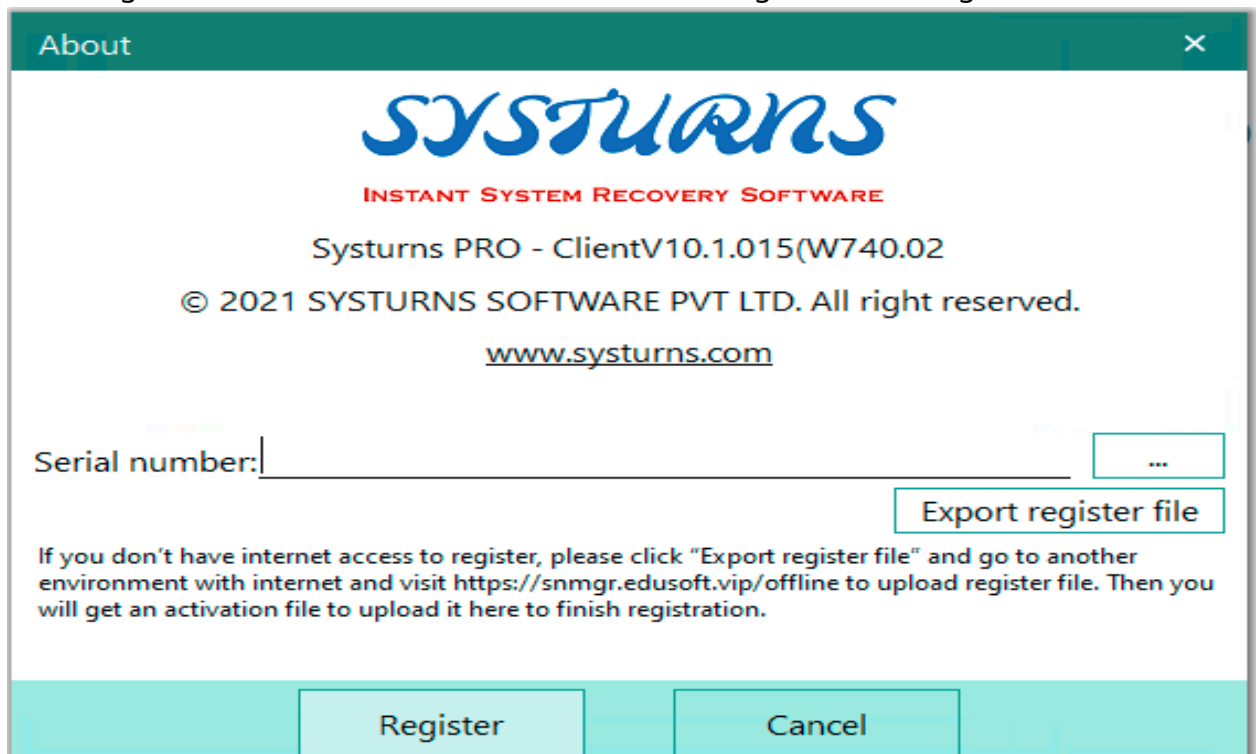 About ×
SYSTURNS
INSTANT SYSTEM RECOVERY SOFTWARE
Systurns PRO - ClientV10.1.015(W740.02
© 2021 SYSTURNS SOFTWARE PVT LTD. All right reserved.
www.systurns.com
Serial number: ...
Export register file
If you don't have internet access to register, please click “Export register file” and go to another
environment with internet and visit https://snmgr.edusoft.vip/offline to upload register file. Then you
will get an activation file to upload it here to finish registration.
Register Cancel